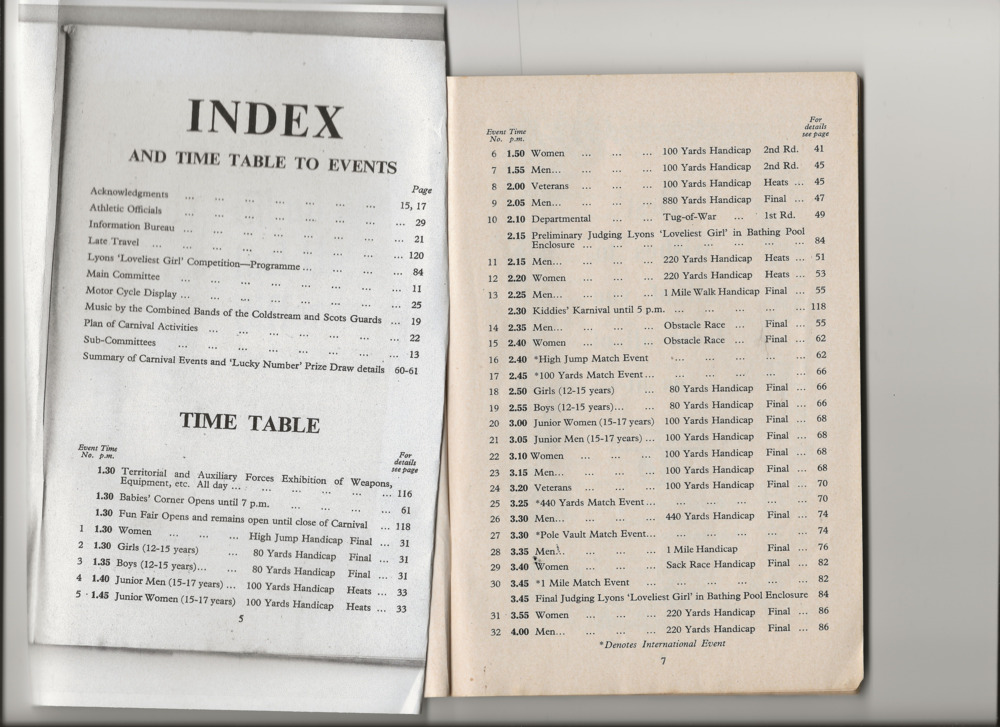 INDEX
AND TIME TABLE TO EVENTS
Page
Acknowledgments ... ... ... ... ... ... 15, 17
Athletic Officials ... ... ... ... ... ... 29
Information Bureau ... ... ... ... ... ... 21
Late Travel ... ... ... ... ... ... ... 120
Lyons 'Loveliest Girl' Competition—Programme ... ... ... ... 84
Main Committee ... ... ... ... ... ... 11
Motor Cycle Display ... ... ... ... ... ... 25
Music by the Combined Bands of the Coldstream and Scots Guards ... 19
Plan of Carnival Activities ... ... ... ... ... 22
Sub-Committees ... ... ... ... ... ... 13
Summary of Carnival Events and 'Lucky Number' Prize Draw details 60-61
TIME TABLE
Event Time For
No. p.m. details
see page
1.30 Territorial and Auxiliary Forces Exhibition of Weapons,
Equipment, etc. All day ... ... ... ... ... ... 116
1.30 Babies' Corner Opens until 7 p.m. ... ... ... ... 61
1.30 Fun Fair Opens and remains open until close of Carnival ... 118
1 1.30 Women ... ... ... High Jump Handicap Final ... 31
2 1.30 Girls (12-15 years) ... 80 Yards Handicap Final ... 31
3 1.35 Boys (12-15 years)... ... 80 Yards Handicap Final ... 31
4 1.40 Junior Men (15-17 years) ... 100 Yards Handicap Heats ... 33
5 1.45 Junior Women (15-17 years) 100 Yards Handicap Heats ... 33
5
For
details
Event Time see page
No. p.m.
6 1.50 Women ... ... ... 100 Yards Handicap 2nd Rd. 41
7 1.55 Men... ... ... ... 100 Yards Handicap 2nd Rd. 45
8 2.00 Veterans ... ... ... 100 Yards Handicap Heats ... 45
9 2.05 Men... ... ... ... 880 Yards Handicap Final ... 47
10 2.10 Departmental ... ... Tug-of-War ... 1st Rd. 49
2.15 Preliminary Judging Lyons 'Loveliest Girl' in Bathing Pool
Enclosure ... ... ... ... ... ... ... ... 84
11 2.15 Men... ... ... ... 220 Yards Handicap Heats ... 51
12 2.20 Women ... ... ... 220 Yards Handicap Heats ... 53
13 2.25 Men... ... ... ... 1 Mile Walk Handicap Final ... 55
2.30 Kiddies' Karnival until 5 p.m. ... ... ... ... ... 118
14 2.35 Men... ... ... ... Obstacle Race ... Final ... 55
15 2.40 Women ... ... ... Obstacle Race ... Final ... 62
16 2.40 *High Jump Match Event ... ... ... ... ... 62
17 2.45 *100 Yards Match Event... ... ... ... ... ... 66
18 2.50 Girls (12-15 years) ... 80 Yards Handicap Final ... 66
19 2.55 Boys (12-15 years)... ... 80 Yards Handicap Final ... 66
20 3.00 Junior Women (15-17 years) 100 Yards Handicap Final ... 68
21 3.05 Junior Men (15-17 years) ... 100 Yards Handicap Final ... 68
22 3.10 Women ... ... ... 100 Yards Handicap Final ... 68
23 3.15 Men... ... ... ... 100 Yards Handicap Final ... 68
24 3.20 Veterans ... ... ... 100 Yards Handicap Final ... 70
25 3.25 *440 Yards Match Event... ... ... ... ... ... 70
26 3.30 Men... ... ... ... 440 Yards Handicap Final ... 74
27 3.30 *Pole Vault Match Event... ... ... ... ... ... 74
28 3.35 Men... ... ... ... 1 Mile Handicap Final ... 76
29 3.40 Women ... ... ... Sack Race Handicap Final ... 82
30 3.45 *1 Mile Match Event ... ... ... ... ... ... 82
3.45 Final Judging Lyons 'Loveliest Girl' in Bathing Pool Enclosure 84
31 3.55 Women ... ... ... 220 Yards Handicap Final ... 86
32 4.00 Men... ... ... ... 220 Yards Handicap Final ... 86
*Denotes International Event
7